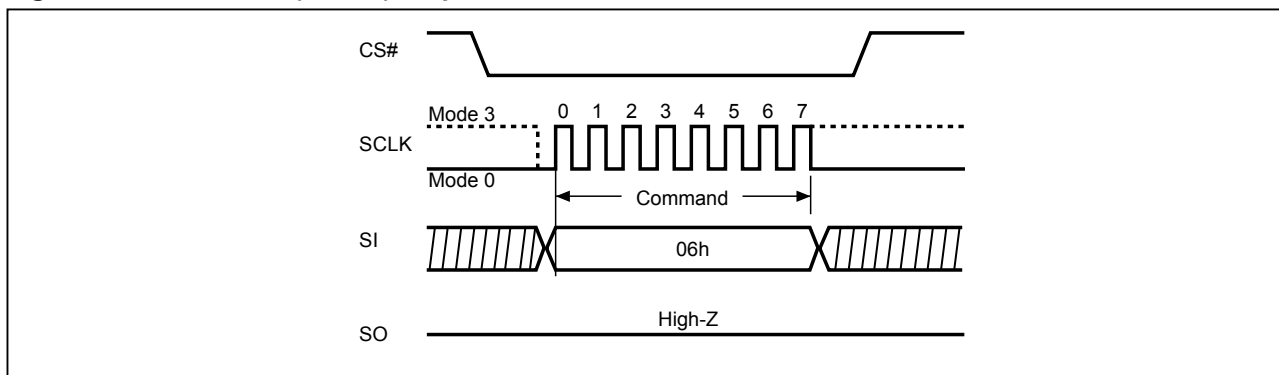 CS#
Mode 3
0 1 2 3 4 5 6 7
SCLK
Mode 0
Command
SI
06h
High-Z
SO